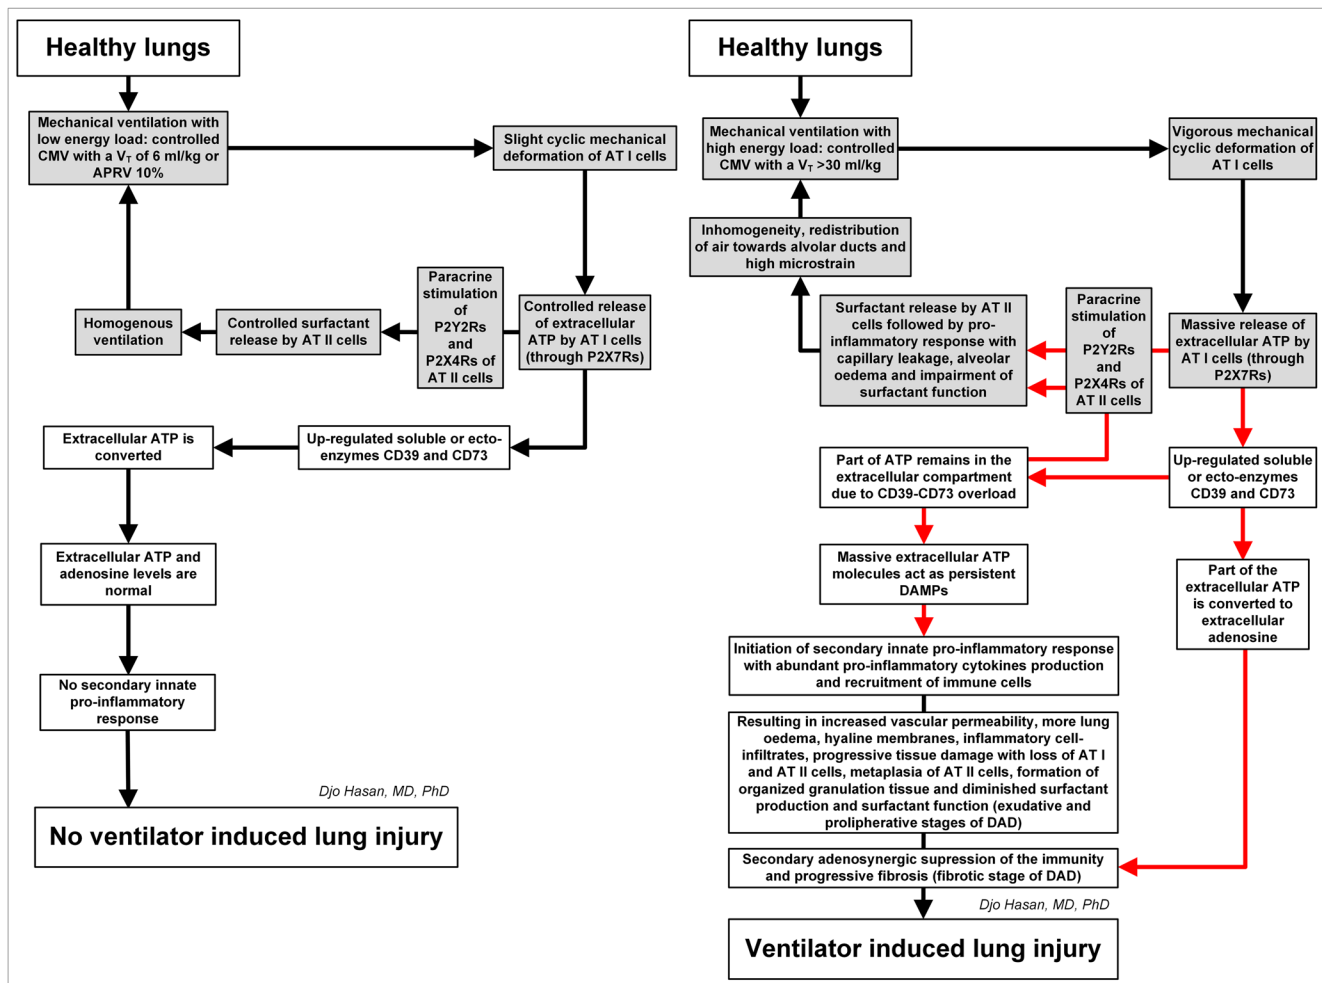 Healthy lungs
Mechanical ventilation with
low energy load: controlled
CMV with a VT of 6 ml/kg or
APRV 10%
Slight cyclic mechanical
deformation of AT I cells
Paracrine
stimulation
of
P2Y2Rs
and
P2X4Rs of
AT II cells
Controlled release
of extracellular
ATP by AT I cells
(through P2X7Rs)
Controlled surfactant
release by AT II cells
Homogenous
ventilation
Up-regulated soluble or ecto-
enzymes CD39 and CD73
Extracellular ATP is
converted
Extracellular ATP and
adenosine levels are
normal
No secondary innate
pro-inflammatory
response
Djo Hasan, MD, PhD
No ventilator induced lung injury
Healthy lungs
Mechanical ventilation with
high energy load: controlled
CMV with a VT >30 ml/kg
Vigorous mechanical
cyclic deformation of
AT I cells
Inhomogeneity, redistribution
of air towards alvolar ducts and
high microstrain
Surfactant release by AT II
cells followed by pro-
inflammatory response with
capillary leakage, alveolar
oedema and impairment of
surfactant function
Paracrine
stimulation
of
P2Y2Rs
and
P2X4Rs of
AT II cells
Massive release of
extracellular ATP by
AT I cells (through
P2X7Rs)
Part of ATP remains in the
extracellular compartment
due to CD39-CD73 overload
Up-regulated soluble
or ecto-enzymes
CD39 and CD73
Massive extracellular ATP
molecules act as persistent
DAMPs
Part of the
extracellular ATP
is converted to
extracellular
adenosine
Initiation of secondary innate pro-inflammatory response
with abundant pro-inflammatory cytokines production
and recruitment of immune cells
Resulting in increased vascular permeability, more lung
oedema, hyaline membranes, inflammatory cell-
infiltrates, progressive tissue damage with loss of AT I
and AT II cells, metaplasia of AT II cells, formation of
organized granulation tissue and diminished surfactant
production and surfactant function (exudative and
prolipherative stages of DAD)
Secondary adenosynergic supression of the immunity
and progressive fibrosis (fibrotic stage of DAD)
Djo Hasan, MD, PhD
Ventilator induced lung injury